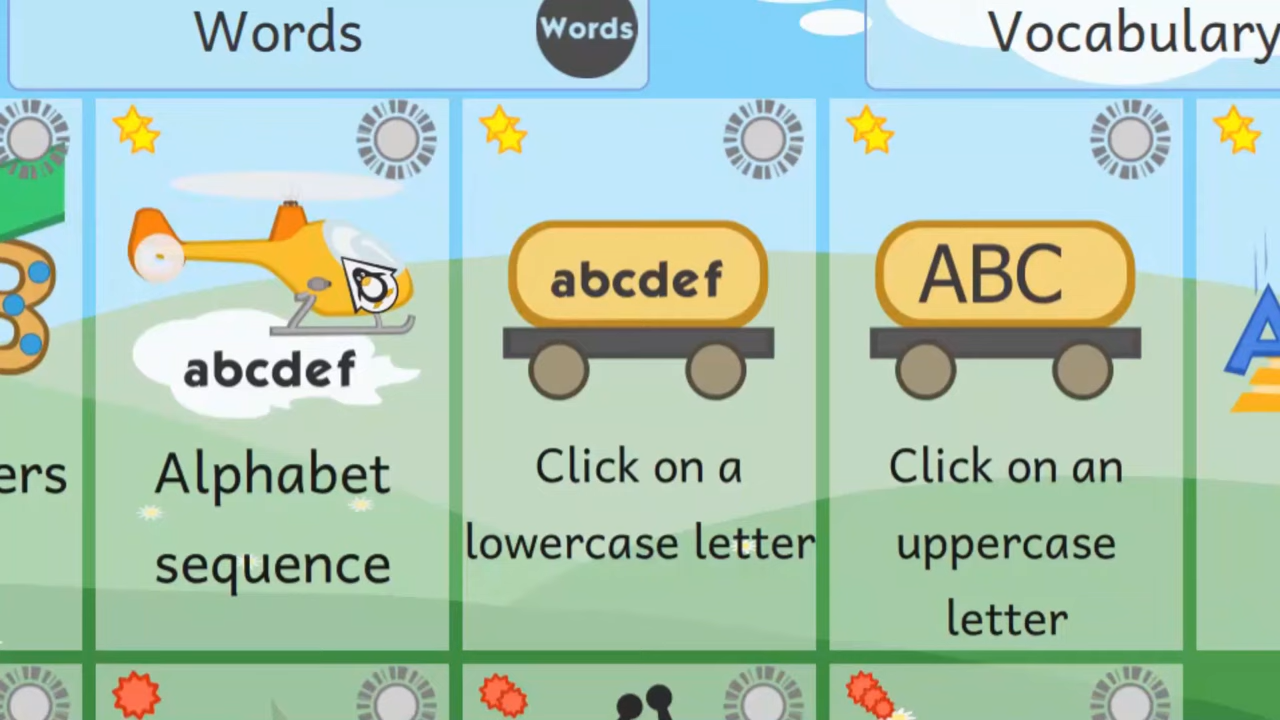 Words
Words
Vocabulary
abcdef
abcdef
ABC
ers
Alphabet
sequence
Click on a
lowercase letter
Click on an
uppercase
letter